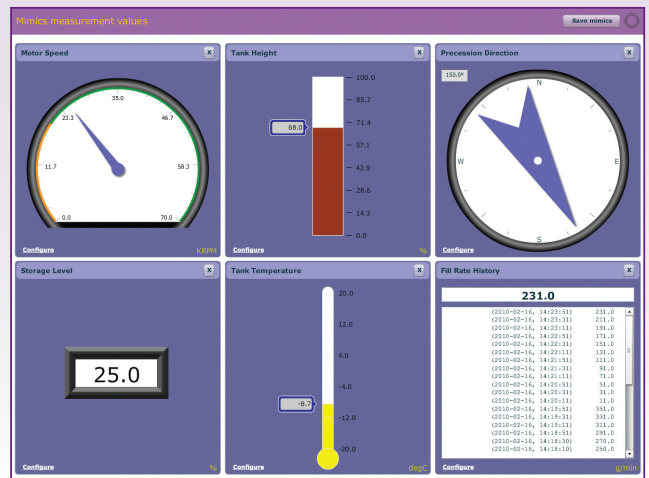 Mimics measurement values
Save mimics
Motor Speed X
35.0
23.3 46.7
11.7 58.3
0.0 70.0
Configure KRPM
Tank Height X
100.0
85.7
71.4
68.0
57.1
42.9
28.6
14.3
0.0
Configure %
Precession Direction X
150.0º
N
W E
S
Configure
Storage Level X
25.0
Configure %
Tank Temperature X
20.0
12.0
4.0
-4.0
-8.7
-12.0
-20.0
Configure degC
Fill Rate History X
231.0
(2010-02-16, 14:23:51) 231.0
(2010-02-16, 14:23:31) 211.0
(2010-02-16, 14:23:11) 191.0
(2010-02-16, 14:22:51) 171.0
(2010-02-16, 14:22:31) 151.0
(2010-02-16, 14:22:11) 131.0
(2010-02-16, 14:21:51) 111.0
(2010-02-16, 14:21:31) 91.0
(2010-02-16, 14:21:11) 71.0
(2010-02-16, 14:20:51) 51.0
(2010-02-16, 14:20:31) 31.0
(2010-02-16, 14:20:11) 11.0
(2010-02-16, 14:19:51) 351.0
(2010-02-16, 14:19:31) 331.0
(2010-02-16, 14:19:11) 311.0
(2010-02-16, 14:18:51) 291.0
(2010-02-16, 14:18:30) 270.0
(2010-02-16, 14:18:10) 250.0
Configure g/min